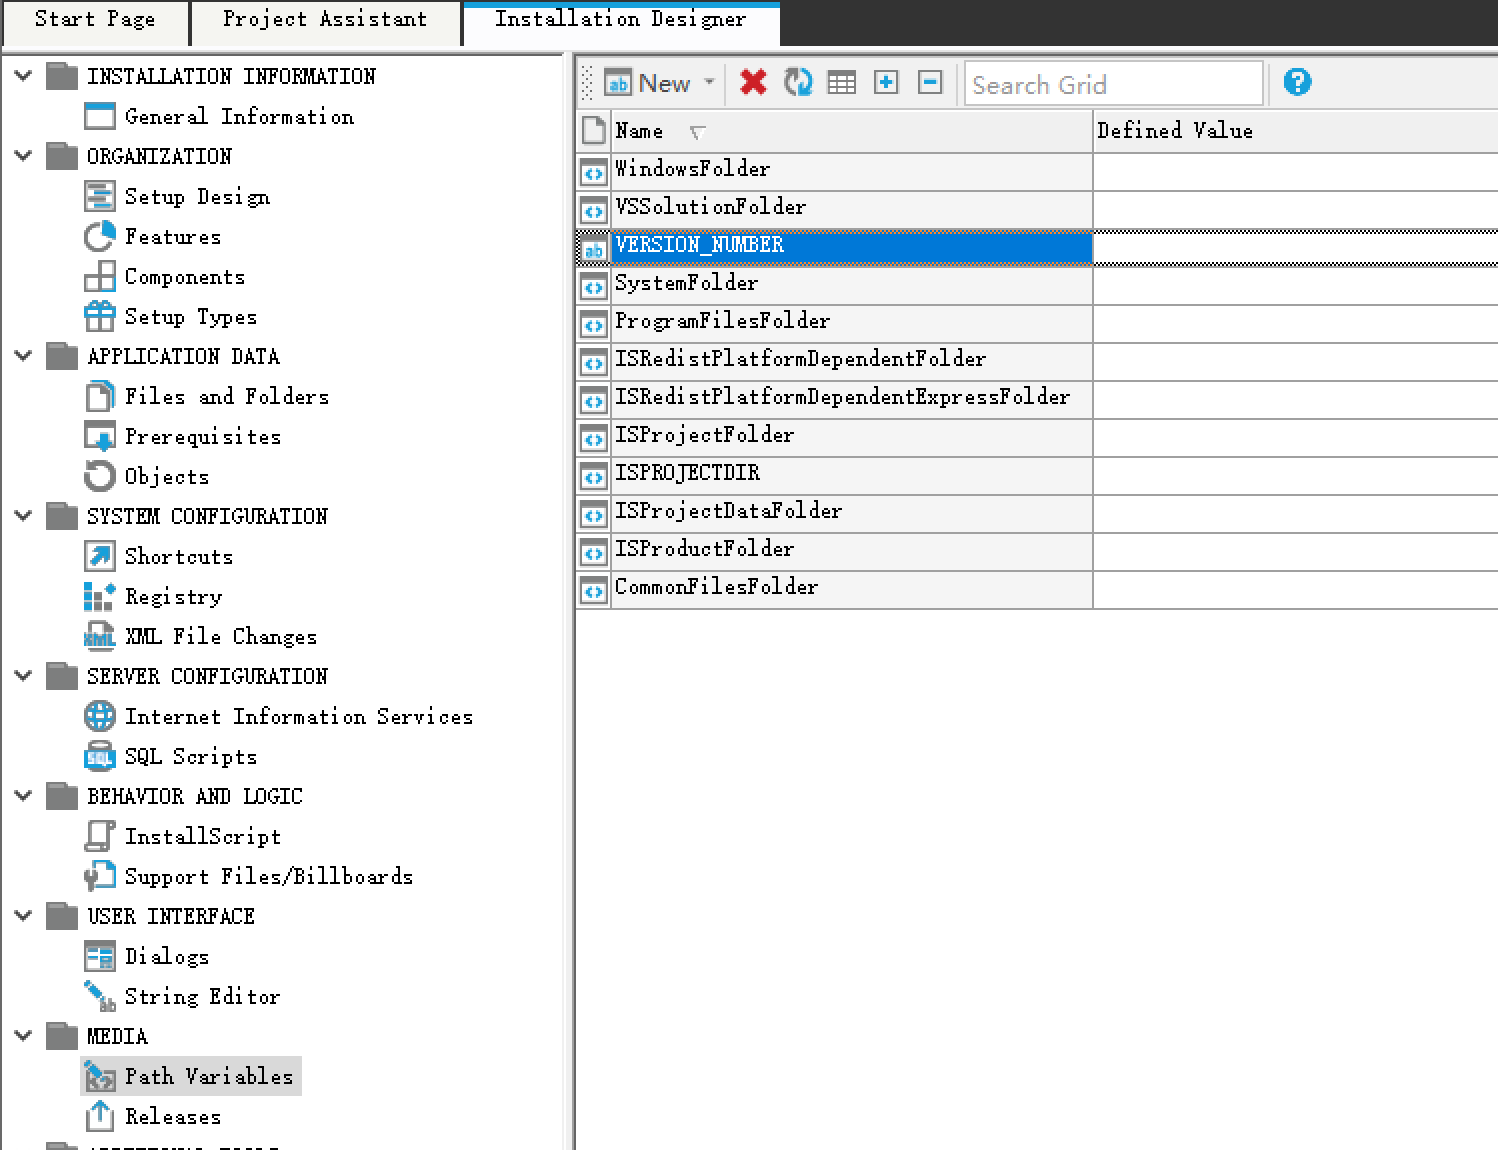 Start Page
Project Assistant
Installation Designer
INSTALLATION INFORMATION
General Information
ORGANIZATION
Setup Design
Features
Components
Setup Types
APPLICATION DATA
Files and Folders
Prerequisites
Objects
SYSTEM CONFIGURATION
Shortcuts
Registry
XML File Changes
SERVER CONFIGURATION
Internet Information Services
SQL Scripts
BEHAVIOR AND LOGIC
InstallScript
Support Files/Billboards
USER INTERFACE
Dialogs
String Editor
MEDIA
Path Variables
Releases
New
Search Grid
Name
Defined Value
WindowsFolder
VSSolutionFolder
VERSION_NUMBER
SystemFolder
ProgramFilesFolder
ISRedistPlatformDependentFolder
ISRedistPlatformDependentExpressFolder
ISProjectFolder
ISPROJECTDIR
ISProjectDataFolder
ISProductFolder
CommonFilesFolder